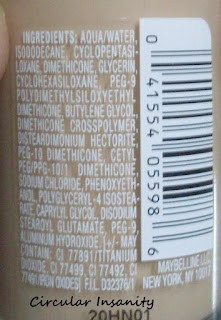 INGREDIENTS: AQUA/WATER,
ISODODECANE, CYCLOPENTASI-
LOXANE, DIMETHICONE, GLYCERIN,
CYCLOHEXASILOXANE, PEG-9
POLYDIMETHYLSILOXYETHYL
DIMETHICONE, BUTYLENE GLYCOL,
DIMETHICONE CROSSPOLYMER,
DISTEARDIMONIUM HECTORITE,
PEG-10 DIMETHICONE, CETYL
PEG/PPG-10/1 DIMETHICONE,
SODIUM CHLORIDE, PHENOXYETH-
ANOL, POLYGLYCERYL-4 ISOSTEA-
RATE, CAPRYLYL GLYCOL, DISODIUM
STEAROYL GLUTAMATE, PEG-9,
ALUMINUM HYDROXIDE [+/- MAY
CONTAIN: CI 77891/TITANIUM
DIOXIDE, CI 77499, CI 77492, CI
77491/IRON OXIDES] F.I.L. D32376/1
0 41554 05598 6
MAYBELLINE LLC
NEW YORK, NY 10017
20HN01
Circular Insanity